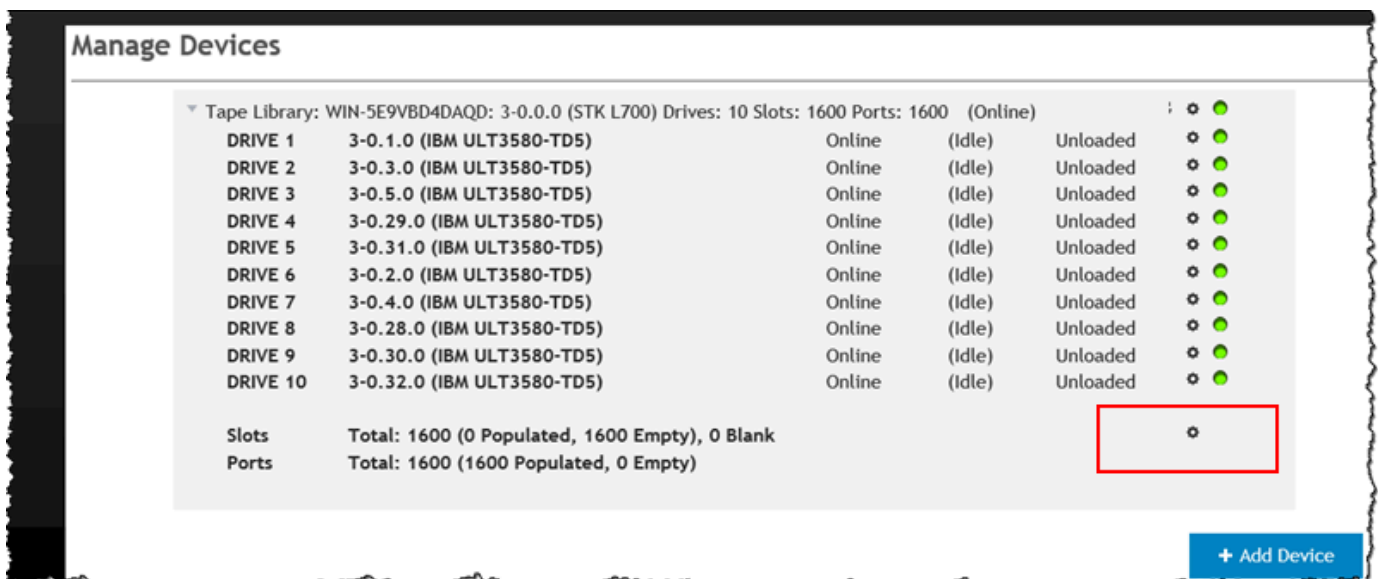 Manage Devices
Tape Library: WIN-5E9VBD4DAQD: 3-0.0.0 (STK L700) Drives: 10 Slots: 1600 Ports: 1600 (Online)
DRIVE 1 3-0.1.0 (IBM ULT3580-TD5) Online (Idle) Unloaded
DRIVE 2 3-0.3.0 (IBM ULT3580-TD5) Online (Idle) Unloaded
DRIVE 3 3-0.5.0 (IBM ULT3580-TD5) Online (Idle) Unloaded
DRIVE 4 3-0.29.0 (IBM ULT3580-TD5) Online (Idle) Unloaded
DRIVE 5 3-0.31.0 (IBM ULT3580-TD5) Online (Idle) Unloaded
DRIVE 6 3-0.2.0 (IBM ULT3580-TD5) Online (Idle) Unloaded
DRIVE 7 3-0.4.0 (IBM ULT3580-TD5) Online (Idle) Unloaded
DRIVE 8 3-0.28.0 (IBM ULT3580-TD5) Online (Idle) Unloaded
DRIVE 9 3-0.30.0 (IBM ULT3580-TD5) Online (Idle) Unloaded
DRIVE 10 3-0.32.0 (IBM ULT3580-TD5) Online (Idle) Unloaded
Slots Total: 1600 (0 Populated, 1600 Empty), 0 Blank
Ports Total: 1600 (1600 Populated, 0 Empty)
+ Add Device